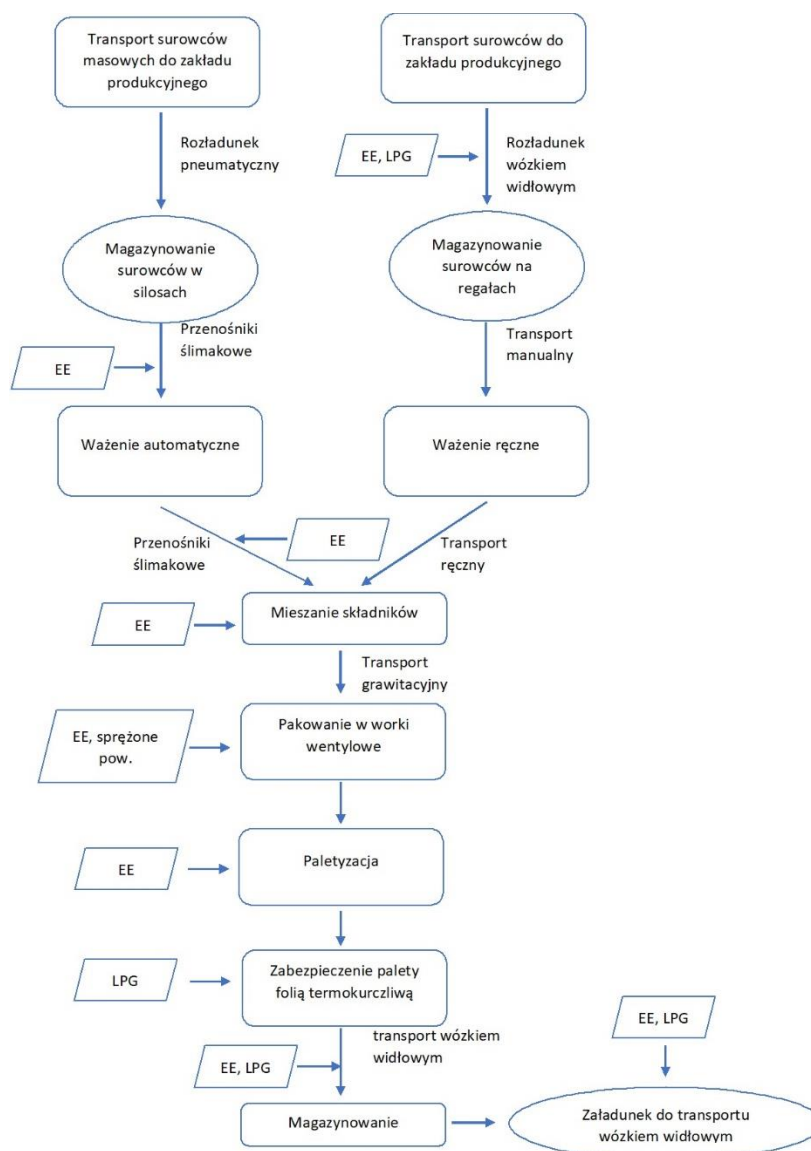 Transport surowców
masowych do zakładu
produkcyjnego
Transport surowców do
zakładu produkcyjnego
Rozładunek
pneumatyczny
EE, LPG
Rozładunek
wózkiem
widłowym
Magazynowanie
surowców w
silosach
Magazynowanie
surowców na
regałach
Przenośniki
ślimakowe
EE
Transport
manualny
Ważenie automatyczne
Ważenie ręczne
Przenośniki
ślimakowe
EE
Transport
ręczny
EE
Mieszanie składników
Transport
grawitacyjny
EE, sprężone
pow.
Pakowanie w worki
wentylowe
EE
Paletyzacja
LPG
Zabezpieczenie palety
folią termokurczliwą
EE, LPG
transport wózkiem
widłowym
EE, LPG
Magazynowanie
Załadunek do transportu
wózkiem widłowym